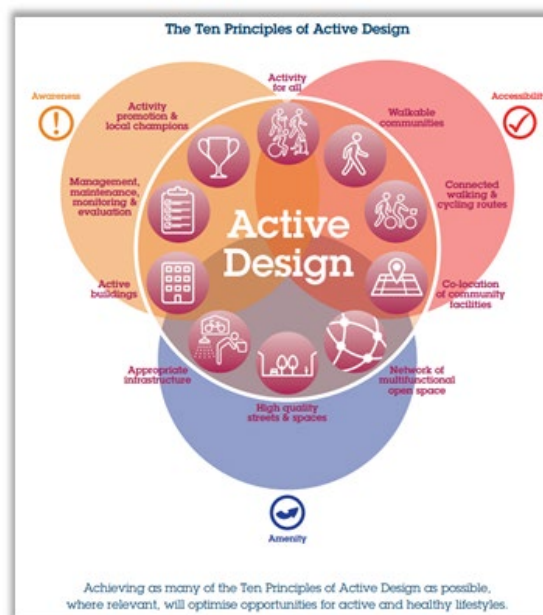 The Ten Principles of Active Design
Activity
for all
Awareness
Accessibility
Activity
promotion &
local champions
Walkable
communities
Management,
maintenance,
monitoring &
evaluation
Connected
walking &
cycling routes
Active
Design
Active
buildings
Co-location
of community
facilities
Appropriate
infrastructure
Network of
multifunctional
open space
High quality
streets & spaces
Amenity
Achieving as many of the Ten Principles of Active Design as possible,
where relevant, will optimise opportunities for active and healthy lifestyles.